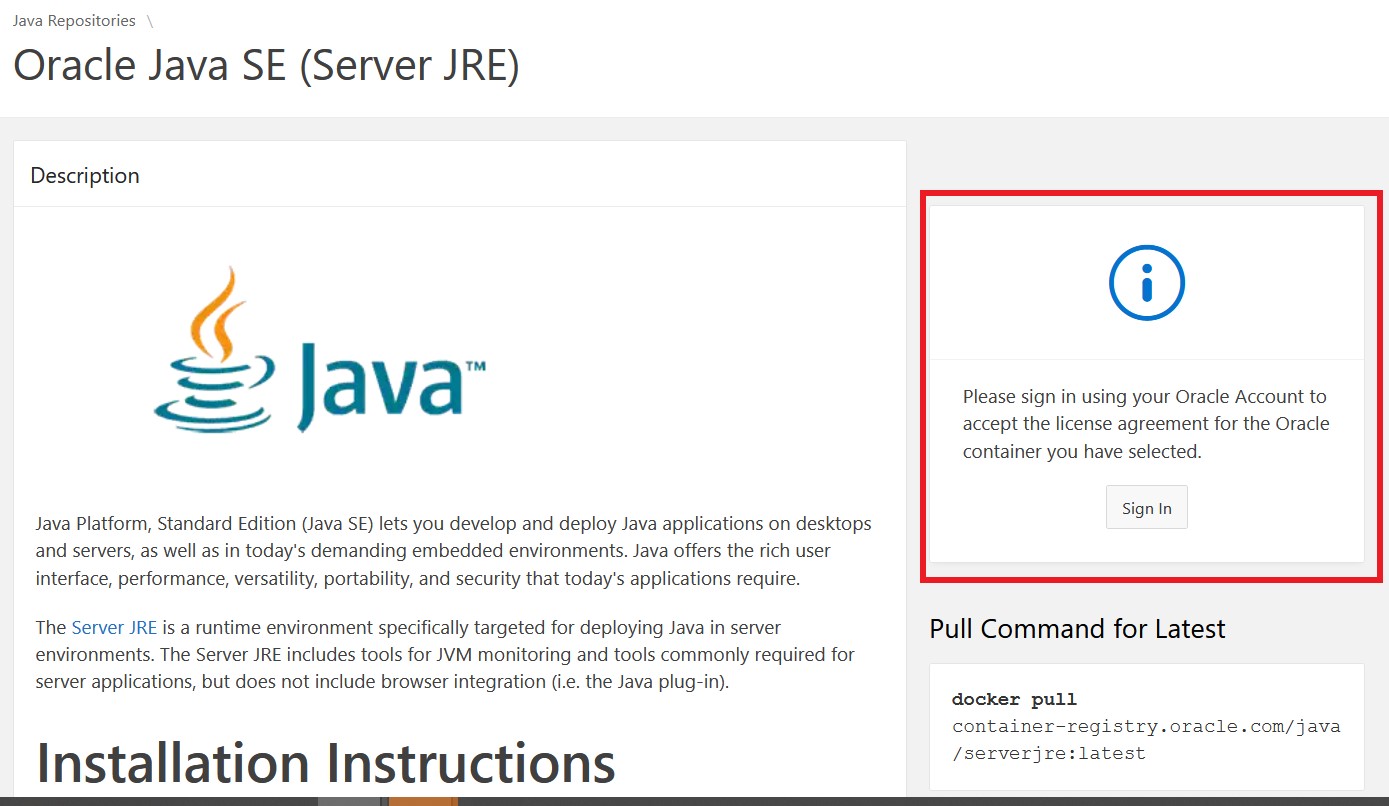 Java Repositories \
Oracle Java SE (Server JRE)
Description
Java™
Java Platform, Standard Edition (Java SE) lets you develop and deploy Java applications on desktops
and servers, as well as in today's demanding embedded environments. Java offers the rich user
interface, performance, versatility, portability, and security that today's applications require.
The Server JRE is a runtime environment specifically targeted for deploying Java in server
environments. The Server JRE includes tools for JVM monitoring and tools commonly required for
server applications, but does not include browser integration (i.e. the Java plug-in).
Installation Instructions
Please sign in using your Oracle Account to
accept the license agreement for the Oracle
container you have selected.
Sign In
Pull Command for Latest
docker pull
container-registry.oracle.com/java
/serverjre:latest